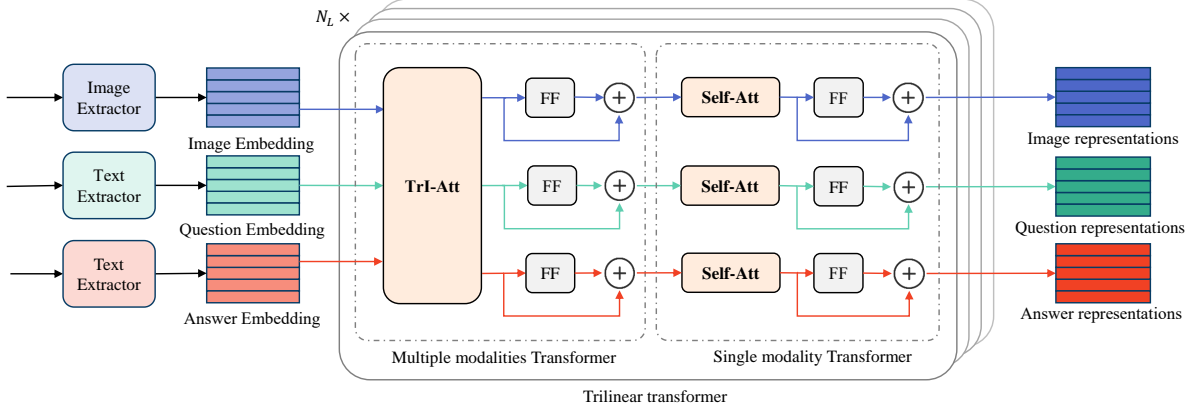 N_L ×
Image
Extractor
Image Embedding
Text
Extractor
Question Embedding
Text
Extractor
Answer Embedding
TrI-Att
FF
+
Self-Att
FF
+
FF
+
Self-Att
FF
+
FF
+
Self-Att
FF
+
Image representations
Question representations
Answer representations
Multiple modalities Transformer
Single modality Transformer
Trilinear transformer